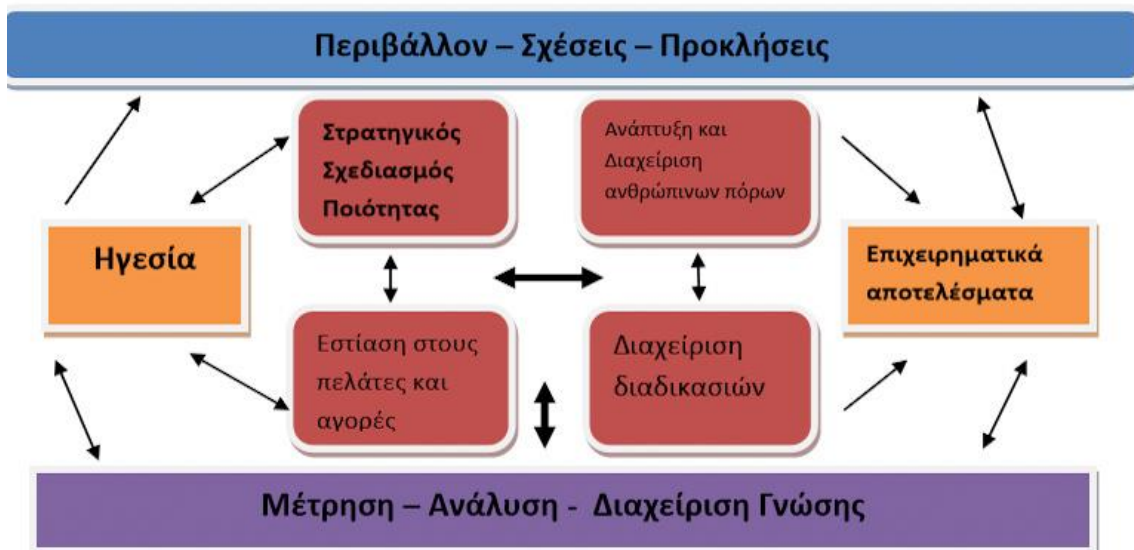 Περιβάλλον – Σχέσεις – Προκλήσεις
Στρατηγικός
Σχεδιασμός
Ποιότητας
Ανάπτυξη και
Διαχείριση
ανθρώπινων πόρων
Ηγεσία
Επιχειρηματικά
αποτελέσματα
Εστίαση στους
πελάτες και
αγορές
Διαχείριση
διαδικασιών
Μέτρηση – Ανάλυση - Διαχείριση Γνώσης